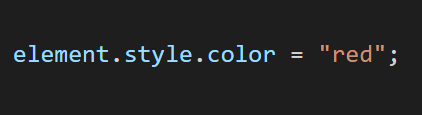 element.style.color = "red";